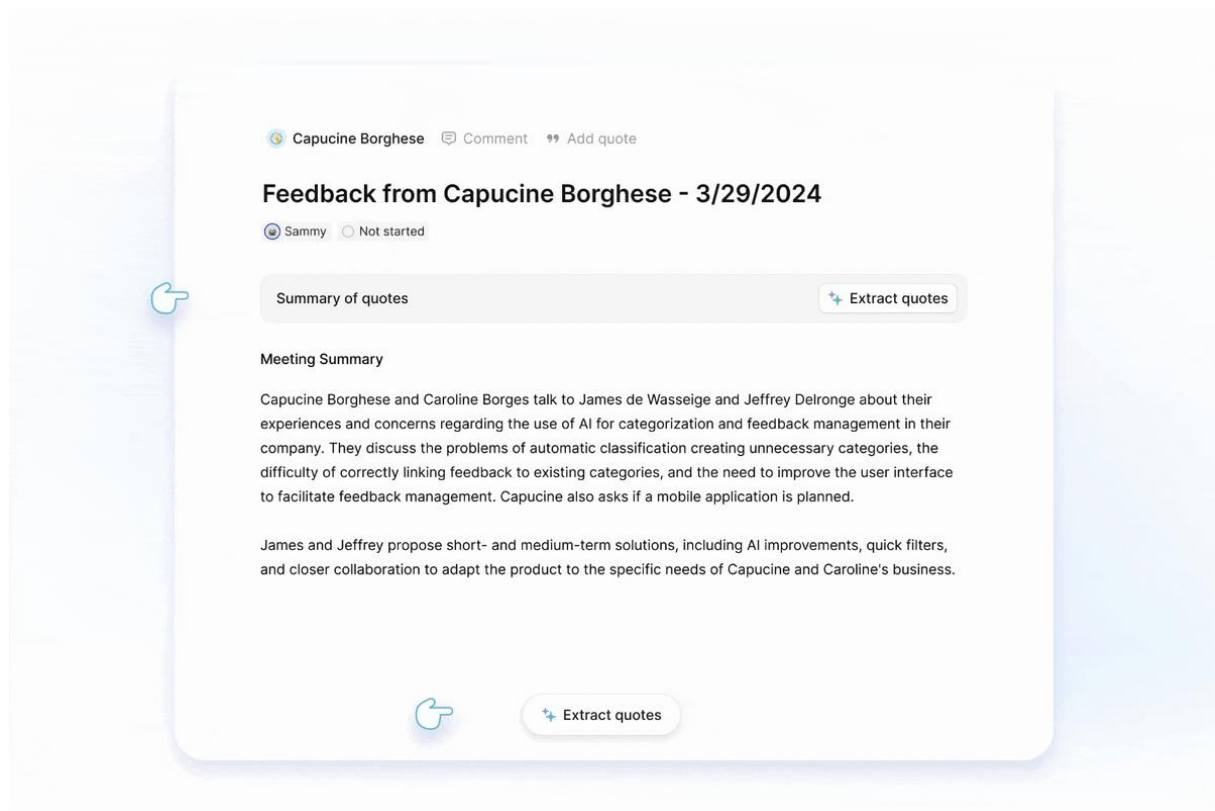 Capucine Borghese Comment Add quote
Feedback from Capucine Borghese - 3/29/2024
Sammy Not started
Summary of quotes Extract quotes
Meeting Summary
Capucine Borghese and Caroline Borges talk to James de Wasseige and Jeffrey Delronge about their
experiences and concerns regarding the use of AI for categorization and feedback management in their
company. They discuss the problems of automatic classification creating unnecessary categories, the
difficulty of correctly linking feedback to existing categories, and the need to improve the user interface
to facilitate feedback management. Capucine also asks if a mobile application is planned.
James and Jeffrey propose short- and medium-term solutions, including AI improvements, quick filters,
and closer collaboration to adapt the product to the specific needs of Capucine and Caroline's business.
Extract quotes